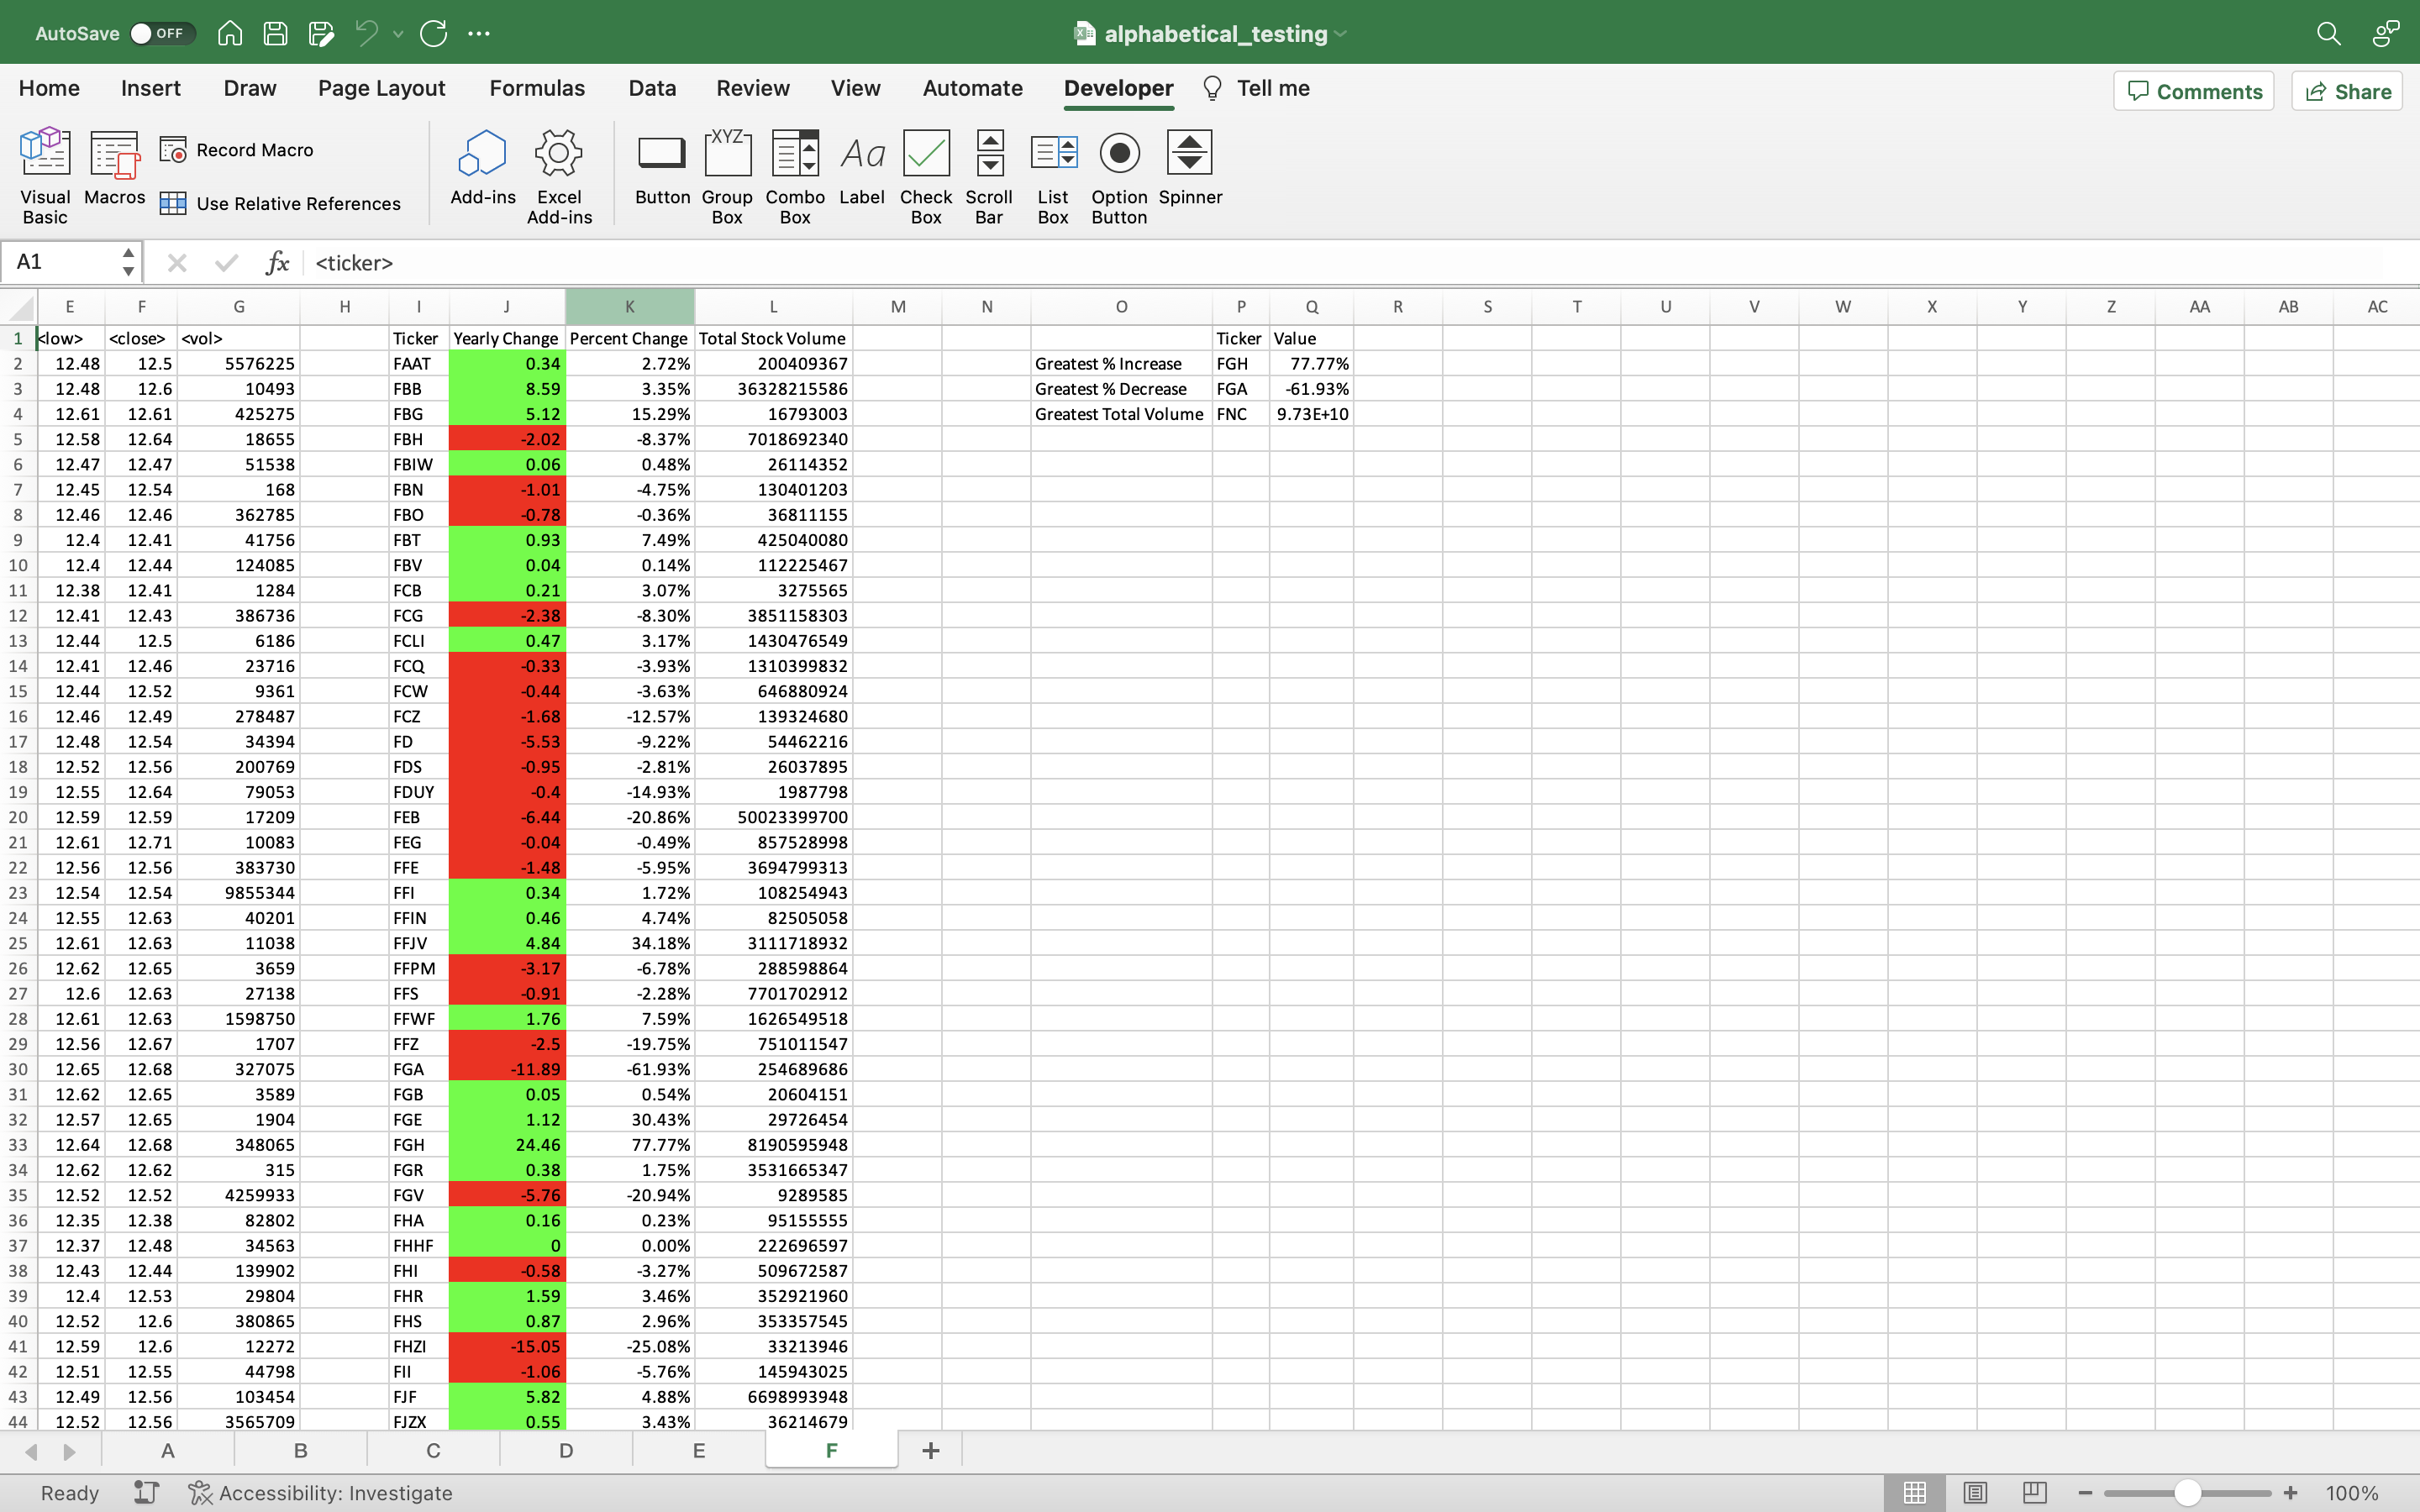 AutoSave OFF alphabetical_testing
Home Insert Draw Page Layout Formulas Data Review View Automate Developer Tell me Comments Share
Visual Basic Macros Record Macro Use Relative References Add-ins Excel Add-ins Button XYZ Group Box Combo Box Aa Label Check Box Scroll Bar List Box Option Button Spinner
A1 fx <ticker>
E F G H I J K L M N O P Q R S T U V W X Y Z AA AB AC
1 <low> <close> <vol> Ticker Yearly Change Percent Change Total Stock Volume Ticker Value
2 12.48 12.5 5576225 FAAT 0.34 2.72% 200409367 Greatest % Increase FGH 77.77%
3 12.48 12.6 10493 FBB 8.59 3.35% 36328215586 Greatest % Decrease FGA -61.93%
4 12.61 12.61 425275 FBG 5.12 15.29% 16793003 Greatest Total Volume FNC 9.73E+10
5 12.58 12.64 18655 FBH -2.02 -8.37% 7018692340
6 12.47 12.47 51538 FBIW 0.06 0.48% 26114352
7 12.45 12.54 168 FBN -1.01 -4.75% 130401203
8 12.46 12.46 362785 FBO -0.78 -0.36% 36811155
9 12.4 12.41 41756 FBT 0.93 7.49% 425040080
10 12.4 12.44 124085 FBV 0.04 0.14% 112225467
11 12.38 12.41 1284 FCB 0.21 3.07% 3275565
12 12.41 12.43 386736 FCG -2.38 -8.30% 3851158303
13 12.44 12.5 6186 FCLI 0.47 3.17% 1430476549
14 12.41 12.46 23716 FCQ -0.33 -3.93% 1310399832
15 12.44 12.52 9361 FCW -0.44 -3.63% 646880924
16 12.46 12.49 278487 FCZ -1.68 -12.57% 139324680
17 12.48 12.54 34394 FD -5.53 -9.22% 54462216
18 12.52 12.56 200769 FDS -0.95 -2.81% 26037895
19 12.55 12.64 79053 FDUY -0.4 -14.93% 1987798
20 12.59 12.59 17209 FEB -6.44 -20.86% 50023399700
21 12.61 12.71 10083 FEG -0.04 -0.49% 857528998
22 12.56 12.56 383730 FFE -1.48 -5.95% 3694799313
23 12.54 12.54 9855344 FFI 0.34 1.72% 108254943
24 12.55 12.63 40201 FFIN 0.46 4.74% 82505058
25 12.61 12.63 11038 FFJV 4.84 34.18% 3111718932
26 12.62 12.65 3659 FFPM -3.17 -6.78% 288598864
27 12.6 12.63 27138 FFS -0.91 -2.28% 7701702912
28 12.61 12.63 1598750 FFWF 1.76 7.59% 1626549518
29 12.56 12.67 1707 FFZ -2.5 -19.75% 751011547
30 12.65 12.68 327075 FGA -11.89 -61.93% 254689686
31 12.62 12.65 3589 FGB 0.05 0.54% 20604151
32 12.57 12.65 1904 FGE 1.12 30.43% 29726454
33 12.64 12.68 348065 FGH 24.46 77.77% 8190595948
34 12.62 12.62 315 FGR 0.38 1.75% 3531665347
35 12.52 12.52 4259933 FGV -5.76 -20.94% 9289585
36 12.35 12.38 82802 FHA 0.16 0.23% 95155555
37 12.37 12.48 34563 FHHF 0 0.00% 222696597
38 12.43 12.44 139902 FHI -0.58 -3.27% 509672587
39 12.4 12.53 29804 FHR 1.59 3.46% 352921960
40 12.52 12.6 380865 FHS 0.87 2.96% 353357545
41 12.59 12.6 12272 FHZI -15.05 -25.08% 33213946
42 12.51 12.55 44798 FII -1.06 -5.76% 145943025
43 12.49 12.56 103454 FJF 5.82 4.88% 6698993948
44 12.52 12.56 3565709 FJZX 0.55 3.43% 36214679
A B C D E F +
Ready Accessibility: Investigate 100%